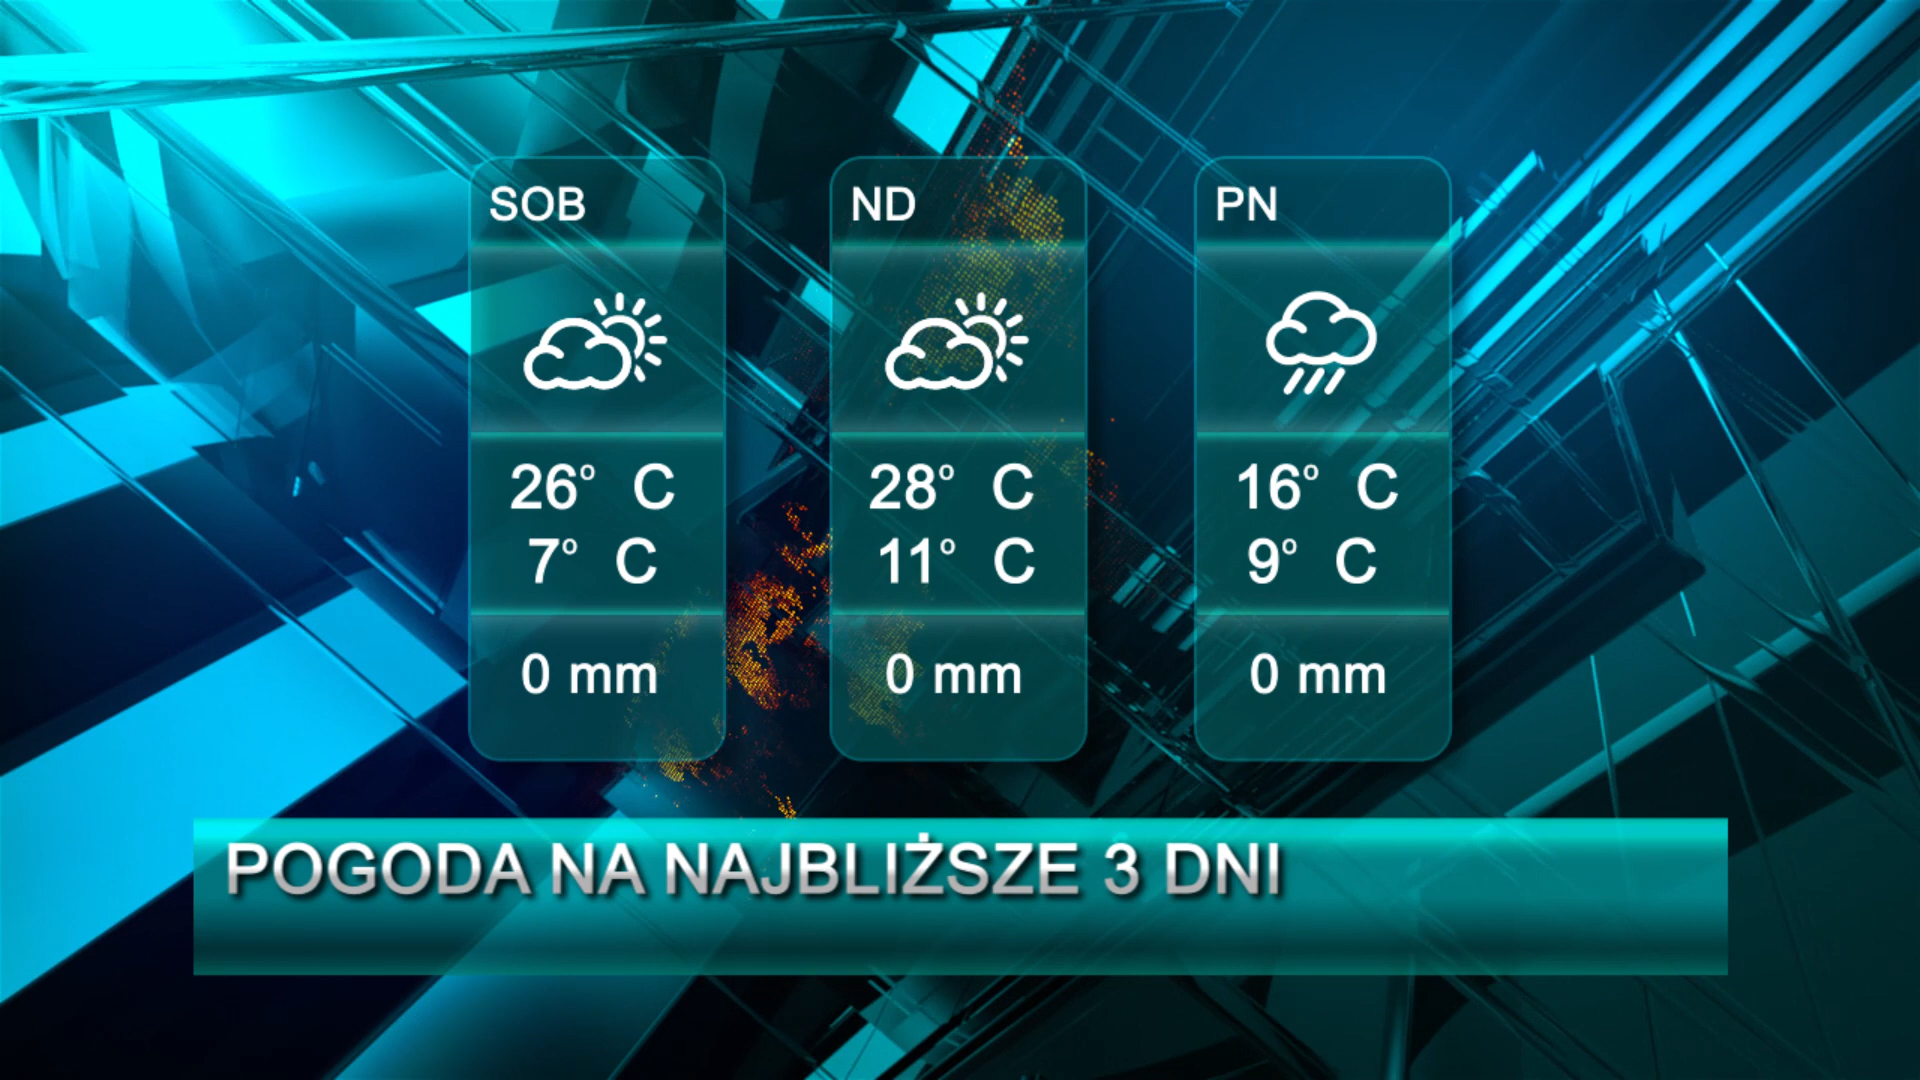 SOB
26° C
7° C
0 mm
ND
28° C
11° C
0 mm
PN
16° C
9° C
0 mm
POGODA NA NAJBLIŻSZE 3 DNI